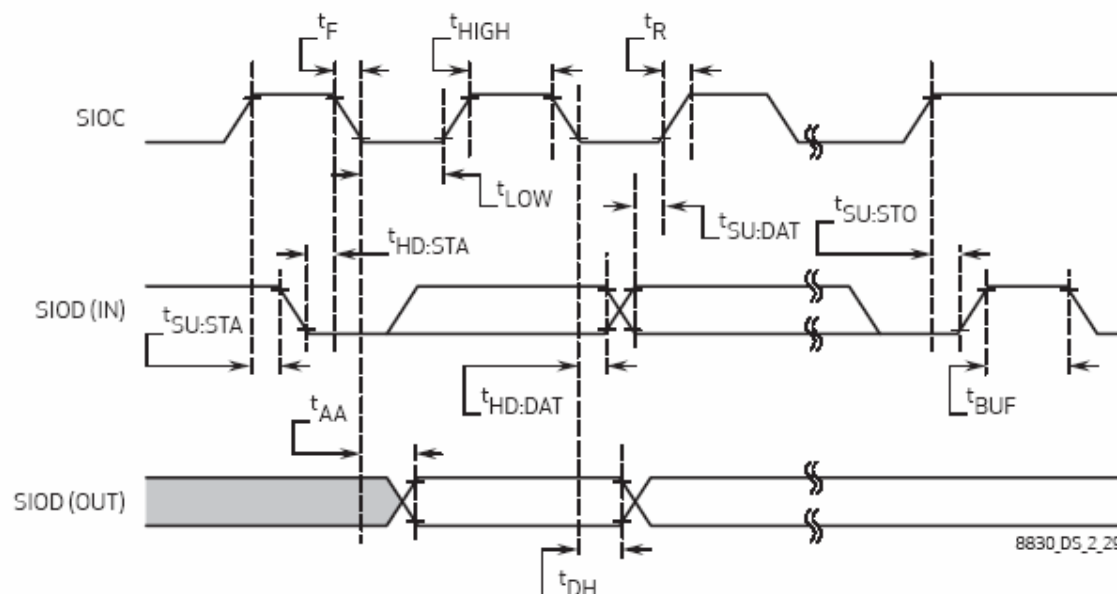 tF
tHIGH
tR
SIOC
tLOW
tSU:DAT
tSU:STO
tHD:STA
SIOD (IN)
tSU:STA
tHD:DAT
tBUF
tAA
SIOD (OUT)
8830_DS_2_29
tDH